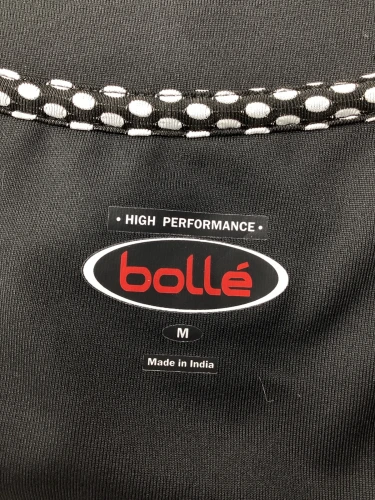 • HIGH PERFORMANCE •
bollé
M
Made in India